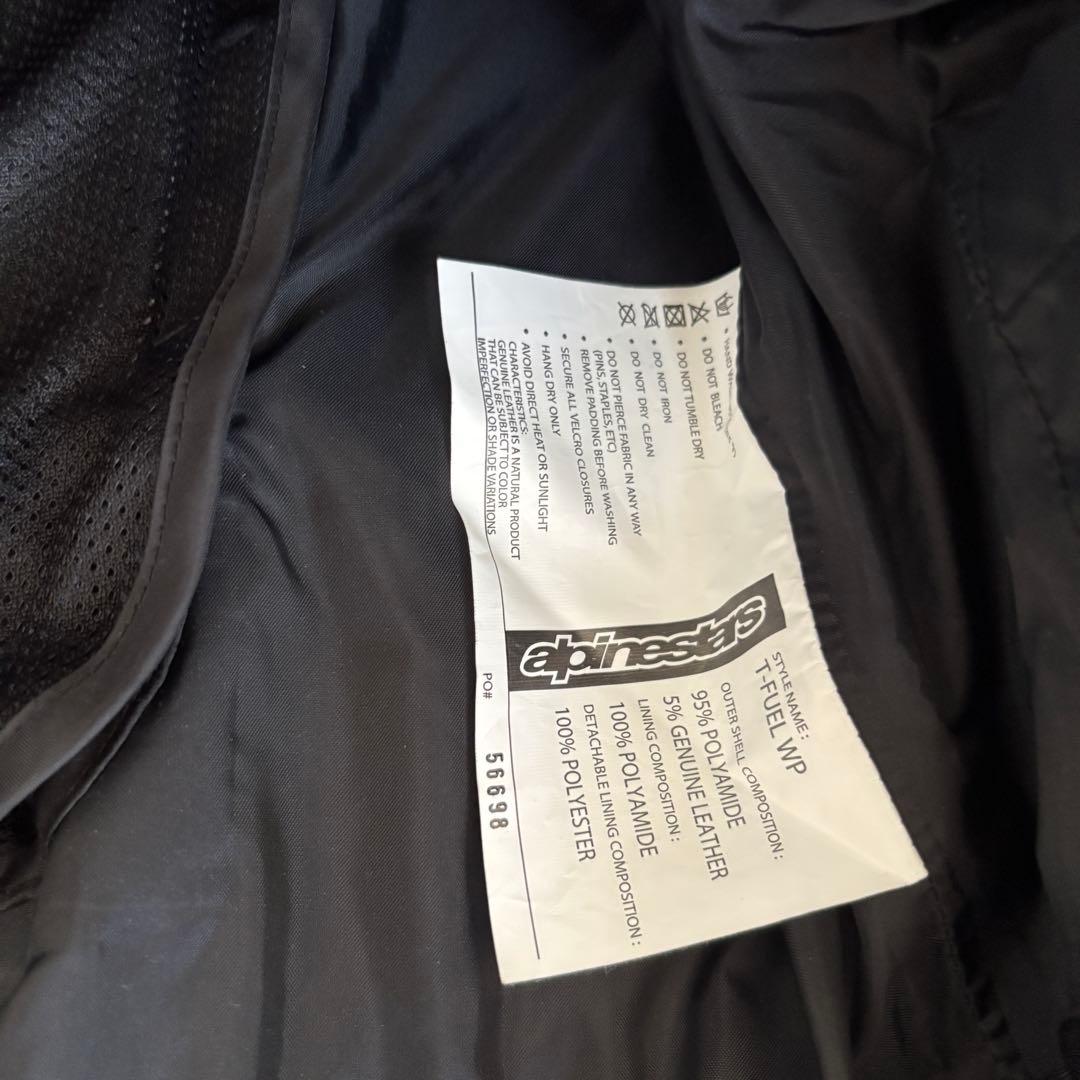 • HAND
• DO NOT BLEACH
• DO NOT TUMBLE DRY
• DO NOT IRON
• DO NOT DRY CLEAN
• DO NOT PIERCE FABRIC IN ANY WAY
(PINS, STAPLES, ETC)
• REMOVE PADDING BEFORE WASHING
• SECURE ALL VELCRO CLOSURES
• HANG DRY ONLY
• AVOID DIRECT HEAT OR SUNLIGHT
CHARACTERISTICS:
GENUINE LEATHER IS A NATURAL PRODUCT
THAT CAN BE SUBJECT TO COLOR
IMPERFECTION OR SHADE VARIATIONS
alpinestars
STYLE NAME :
T-FUEL WP
OUTER SHELL COMPOSITION :
95% POLYAMIDE
5% GENUINE LEATHER
LINING COMPOSITION :
100% POLYAMIDE
DETACHABLE LINING COMPOSITION :
100% POLYESTER
PO# 56698